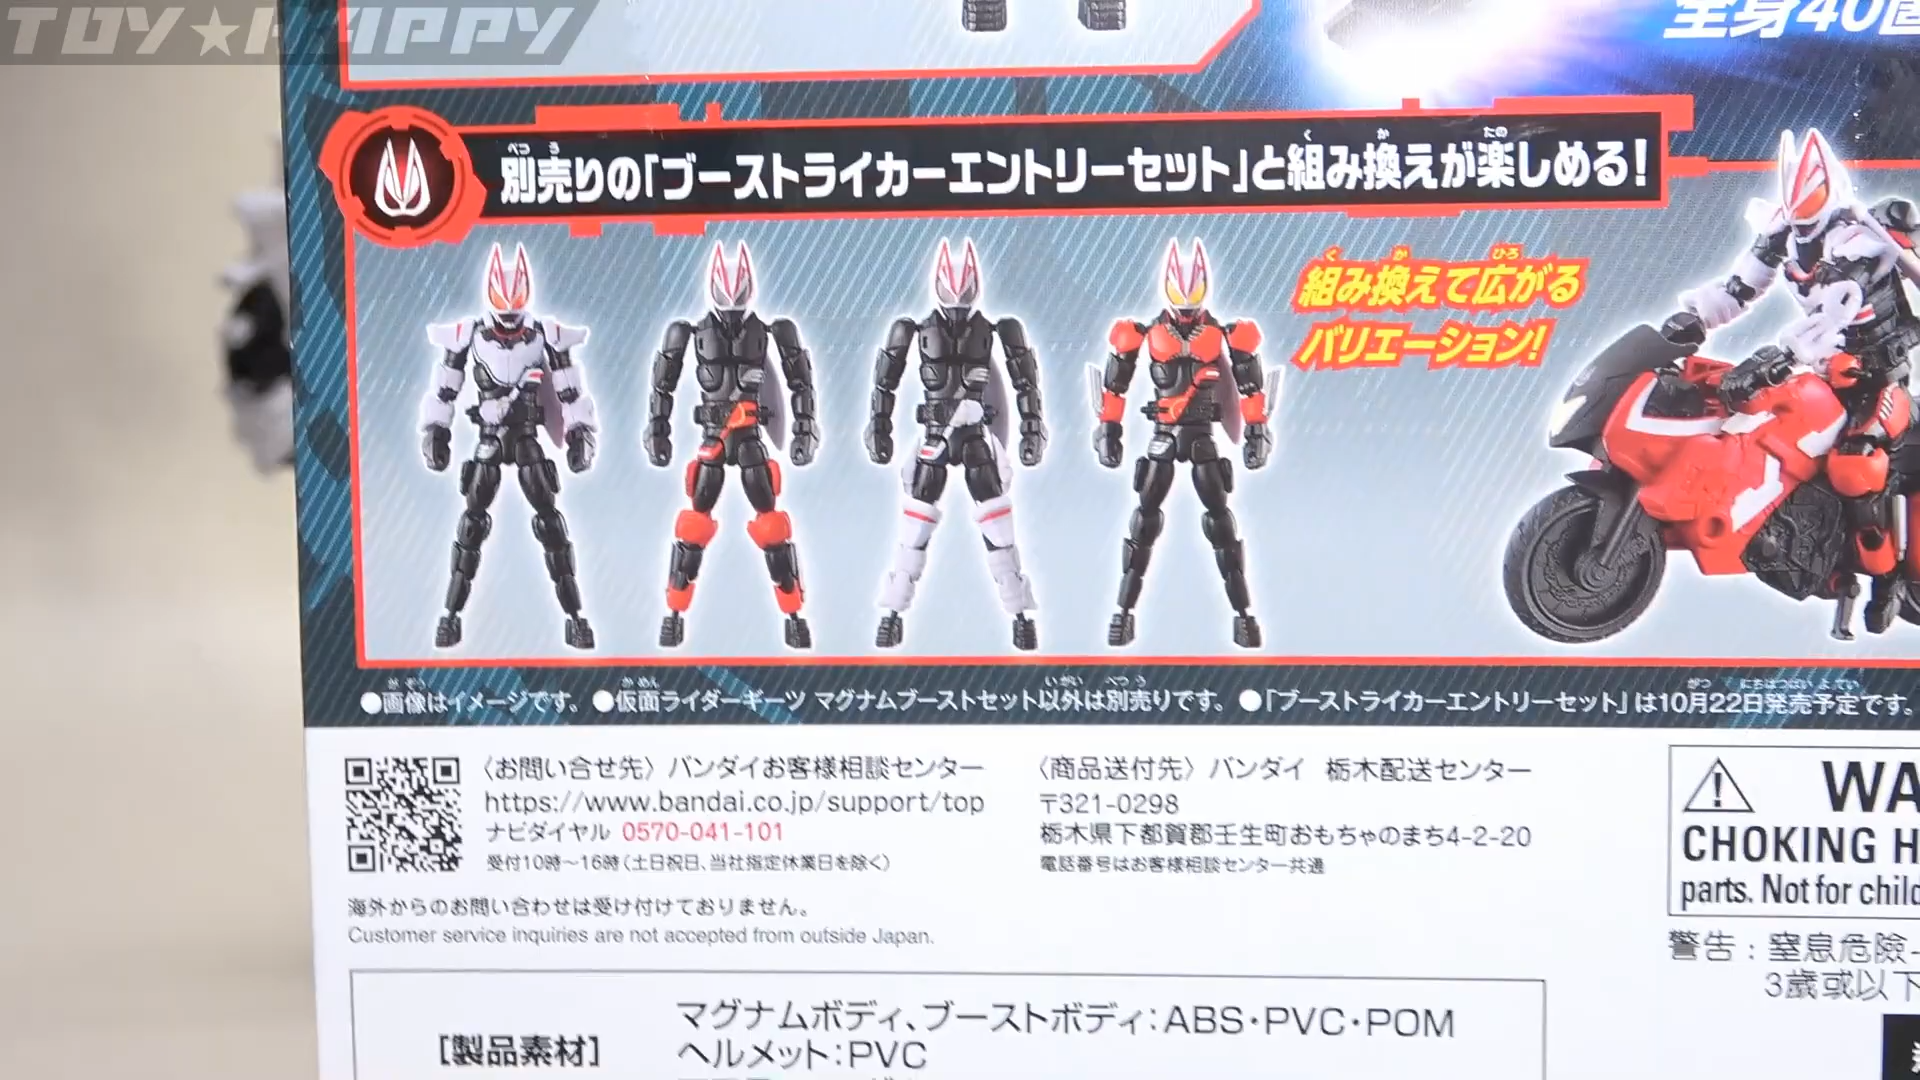 TOY★HAPPY
全身40箇
別売りの「ブーストライカーエントリーセット」と組み換えが楽しめる!
組み換えて広がる
バリエーション!
●画像はイメージです。●仮面ライダーギーツ マグナムブーストセット以外は別売りです。●「ブーストライカーエントリーセット」は10月22日発売予定です。
〈お問い合せ先〉バンダイお客様相談センター
https://www.bandai.co.jp/support/top
ナビダイヤル 0570-041-101
受付10時~16時(土日祝日、当社指定休業日を除く)
〈商品送付先〉バンダイ 栃木配送センター
〒321-0298
栃木県下都賀郡壬生町おもちゃのまち4-2-20
電話番号はお客様相談センター共通
海外からのお問い合わせは受け付けておりません。
Customer service inquiries are not accepted from outside Japan.
WA
CHOKING H
parts. Not for child
警告:窒息危險-
3歲或以下
[製品素材]
マグナムボディ、ブーストボディ:ABS・PVC・POM
ヘルメット:PVC